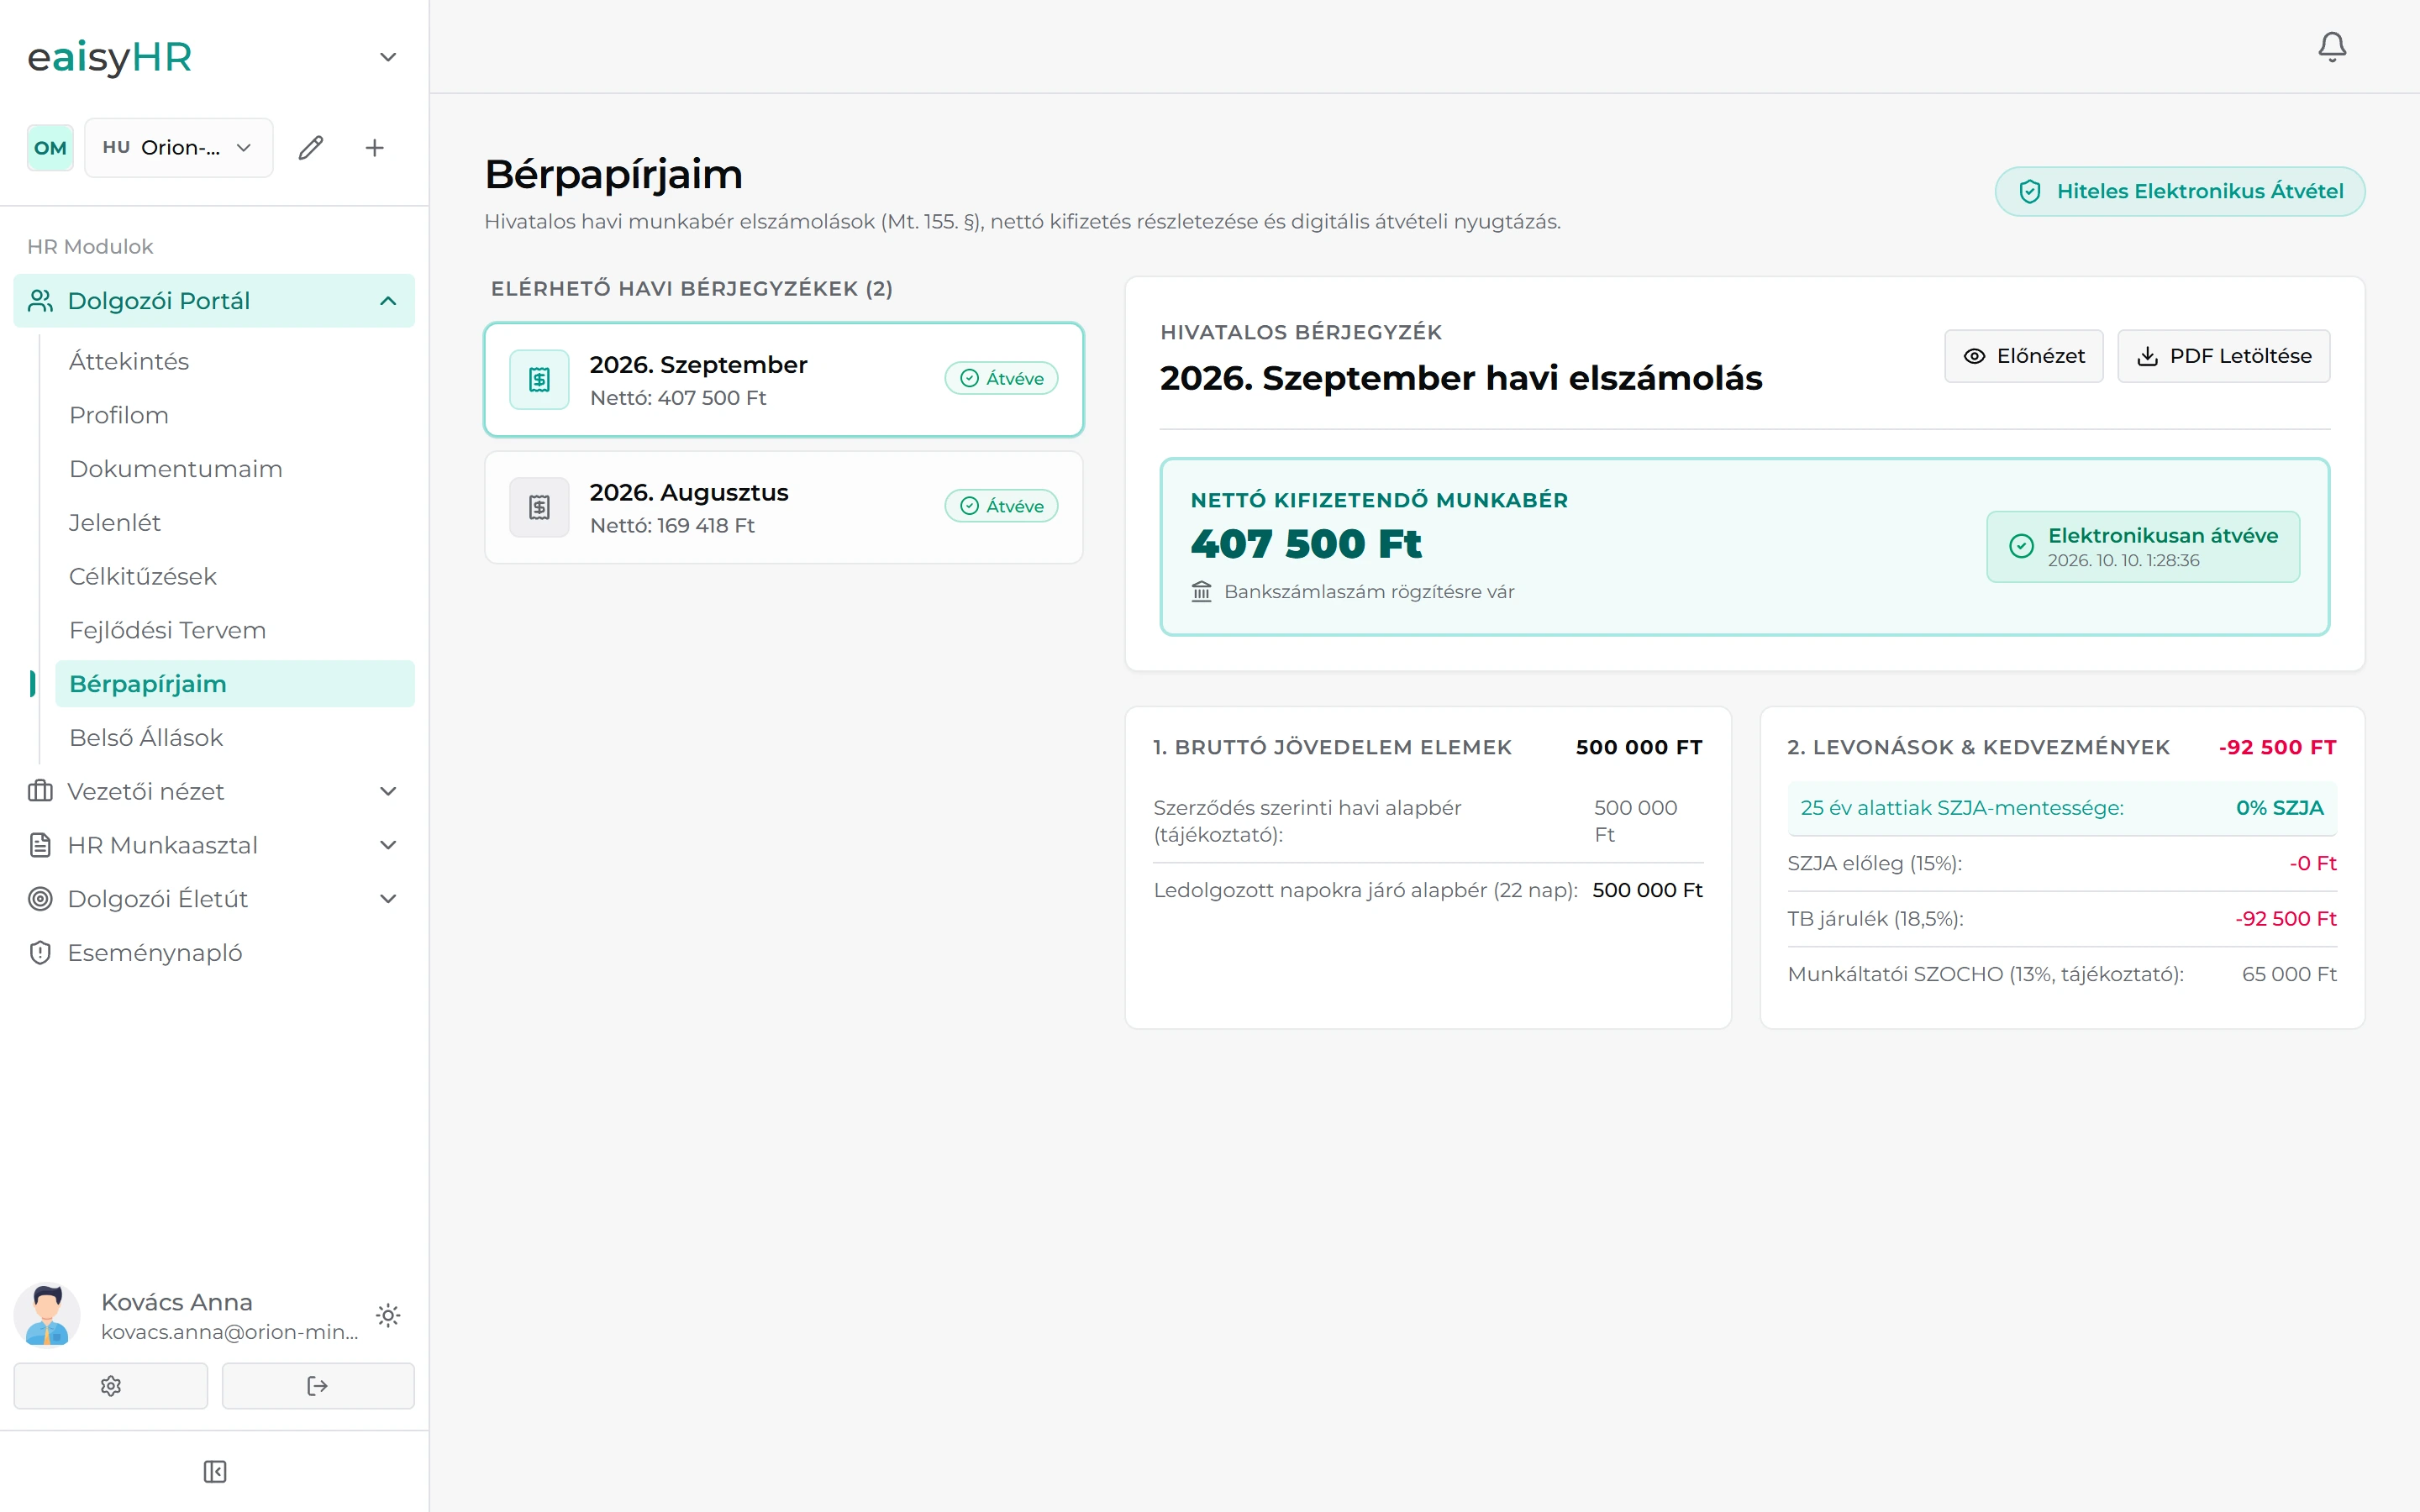 eaisyHR
OM
HU Orion-...
HR Modulok
Dolgozói Portál
Áttekintés
Profilom
Dokumentumaim
Jelenlét
Célkitűzések
Fejlődési Tervem
Bérpapírjaim
Belső Állások
Vezetői nézet
HR Munkaasztal
Dolgozói Életút
Eseménynapló
Kovács Anna
kovacs.anna@orion-min...
Bérpapírjaim
Hivatalos havi munkabér elszámolások (Mt. 155. §), nettó kifizetés részletezése és digitális átvételi nyugtázás.
Hiteles Elektronikus Átvétel
ELÉRHETŐ HAVI BÉRJEGYZÉKEK (2)
2026. Szeptember
Nettó: 407 500 Ft
Átvéve
2026. Augusztus
Nettó: 169 418 Ft
Átvéve
HIVATALOS BÉRJEGYZÉK
2026. Szeptember havi elszámolás
Előnézet
PDF Letöltése
NETTÓ KIFIZETENDŐ MUNKABÉR
407 500 Ft
Bankszámlaszám rögzítésre vár
Elektronikusan átvéve
2026. 10. 10. 1:28:36
1. BRUTTÓ JÖVEDELEM ELEMEK 500 000 FT
Szerződés szerinti havi alapbér 500 000
(tájékoztató): Ft
Ledolgozott napokra járó alapbér (22 nap): 500 000 Ft
2. LEVONÁSOK & KEDVEZMÉNYEK -92 500 FT
25 év alattiak SZJA-mentessége: 0% SZJA
SZJA előleg (15%): -0 Ft
TB járulék (18,5%): -92 500 Ft
Munkáltatói SZOCHO (13%, tájékoztató): 65 000 Ft